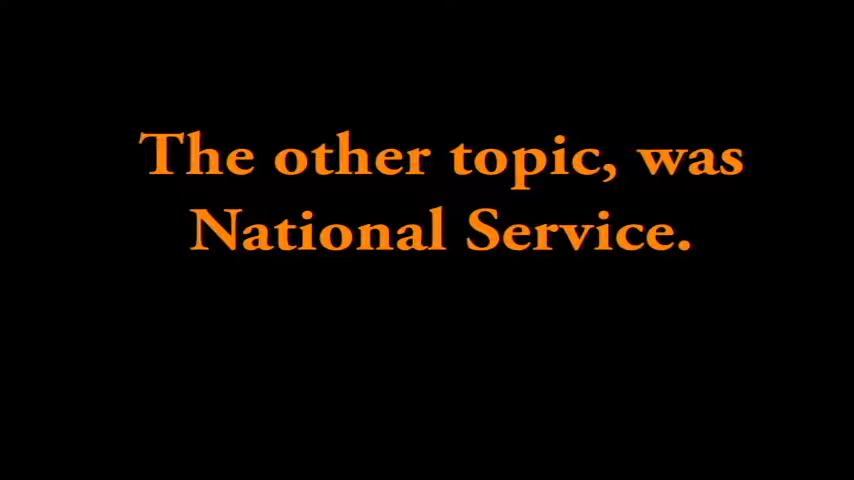 The other topic, was
National Service.